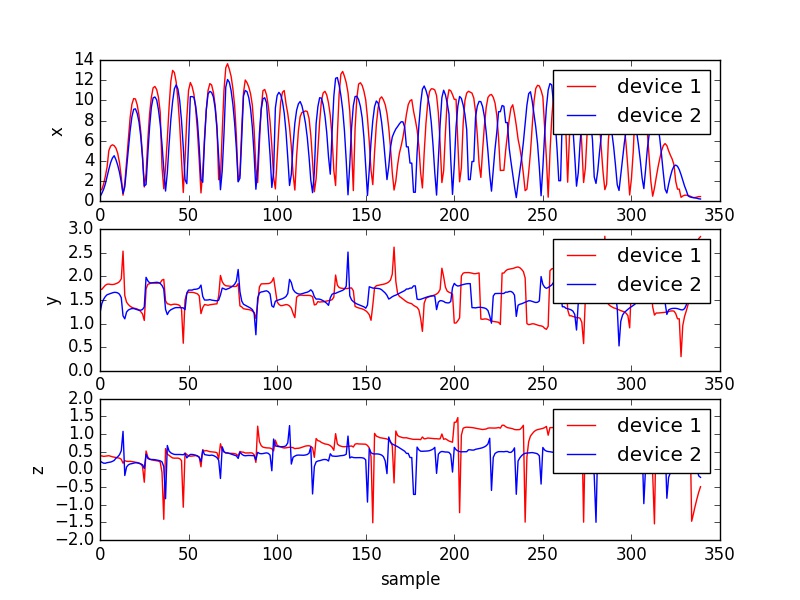 14
12
10
8
6
4
2
0
x
device 1
device 2
0 50 100 150 200 250 300 350
3.0
2.5
2.0
1.5
1.0
0.5
0.0
y
device 1
device 2
0 50 100 150 200 250 300 350
2.0
1.5
1.0
0.5
0.0
−0.5
−1.0
−1.5
−2.0
z
device 1
device 2
0 50 100 150 200 250 300 350
sample